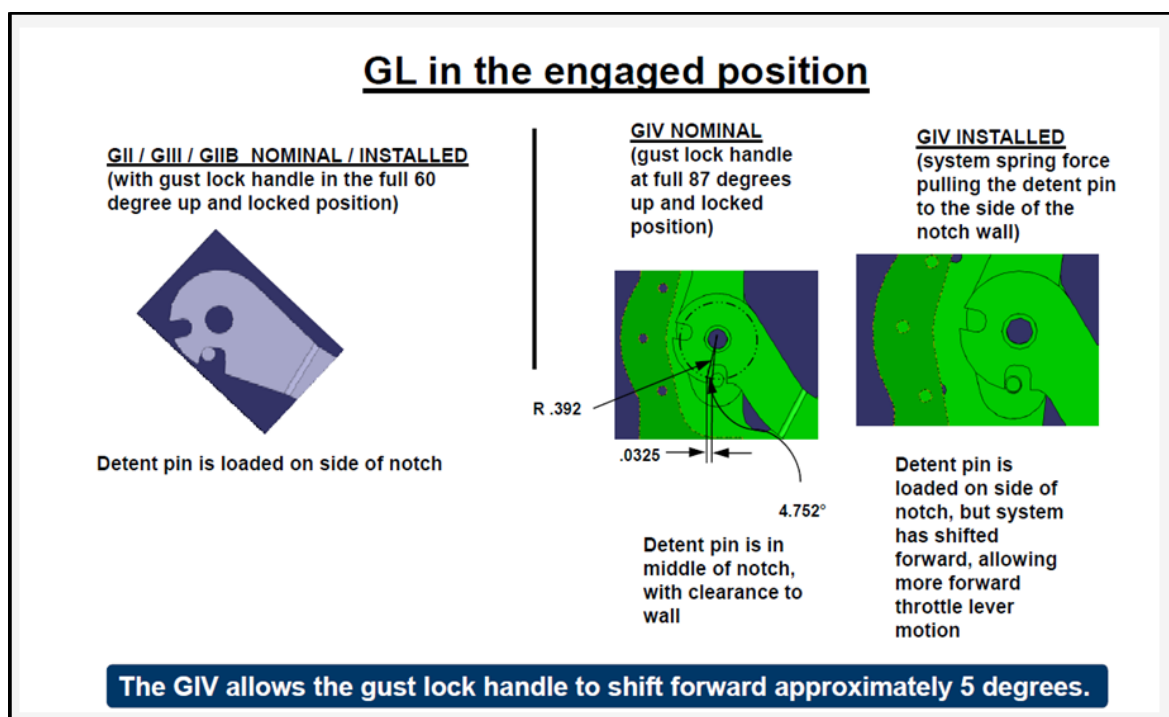 GL in the engaged position
GII / GIII / GIIB NOMINAL / INSTALLED
(with gust lock handle in the full 60
degree up and locked position)
Detent pin is loaded on side of notch
GIV NOMINAL
(gust lock handle
at full 87 degrees
up and locked
position)
R .392
.0325
4.752°
Detent pin is in
middle of notch,
with clearance to
wall
GIV INSTALLED
(system spring force
pulling the detent pin
to the side of the
notch wall)
Detent pin is
loaded on side of
notch, but system
has shifted
forward, allowing
more forward
throttle lever
motion
The GIV allows the gust lock handle to shift forward approximately 5 degrees.